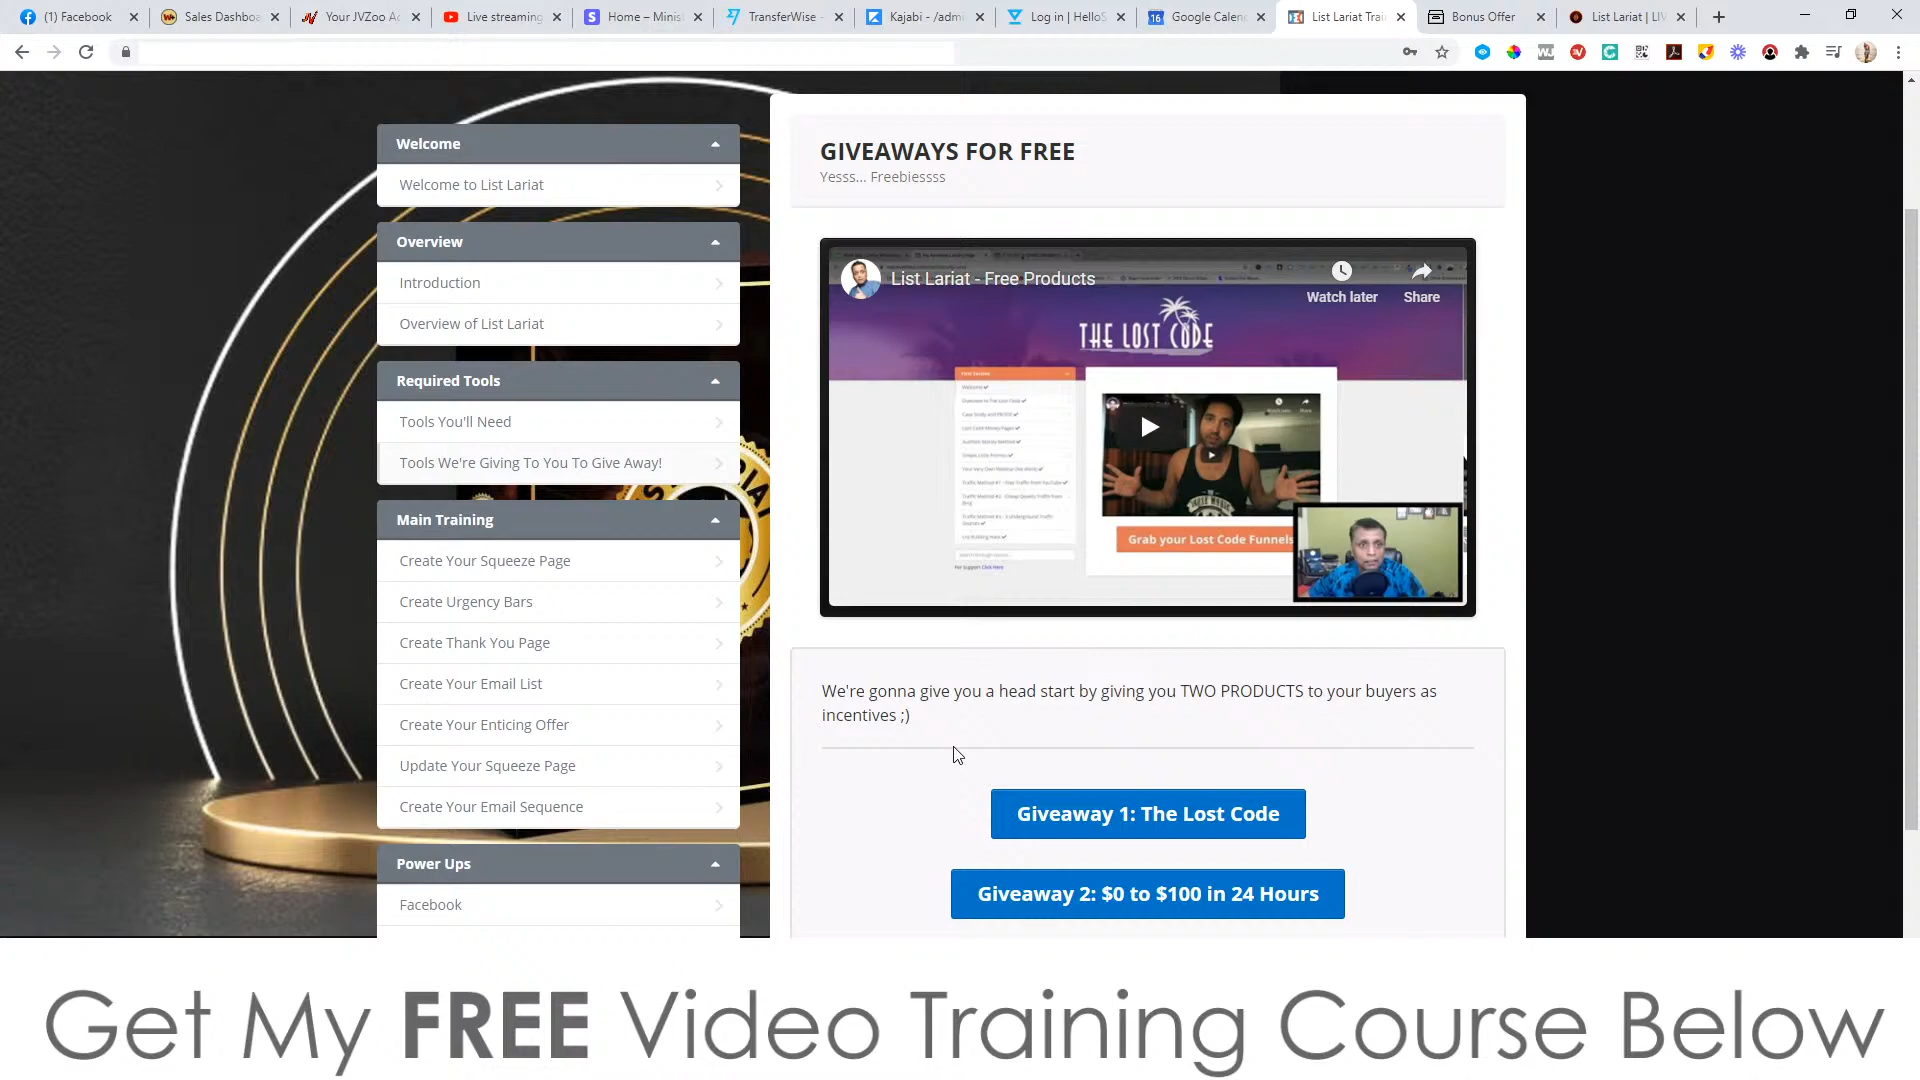 (1) Facebook
Sales Dashbo
Your JVZoo Ac
Live streaming
Home – Minis
TransferWise -
Kajabi - /admi
Log in | HelloS
Google Calen
List Lariat Trai
Bonus Offer
List Lariat | LIV
Welcome
Welcome to List Lariat
Overview
Introduction
Overview of List Lariat
Required Tools
Tools You'll Need
Tools We're Giving To You To Give Away!
Main Training
Create Your Squeeze Page
Create Urgency Bars
Create Thank You Page
Create Your Email List
Create Your Enticing Offer
Update Your Squeeze Page
Create Your Email Sequence
Power Ups
Facebook
GIVEAWAYS FOR FREE
Yesss... Freebiessss
List Lariat - Free Products
Watch later
Share
THE LOST CODE
Grab your Lost Code Funnels
We're gonna give you a head start by giving you TWO PRODUCTS to your buyers as
incentives ;)
Giveaway 1: The Lost Code
Giveaway 2: $0 to $100 in 24 Hours
Get My FREE Video Training Course Below